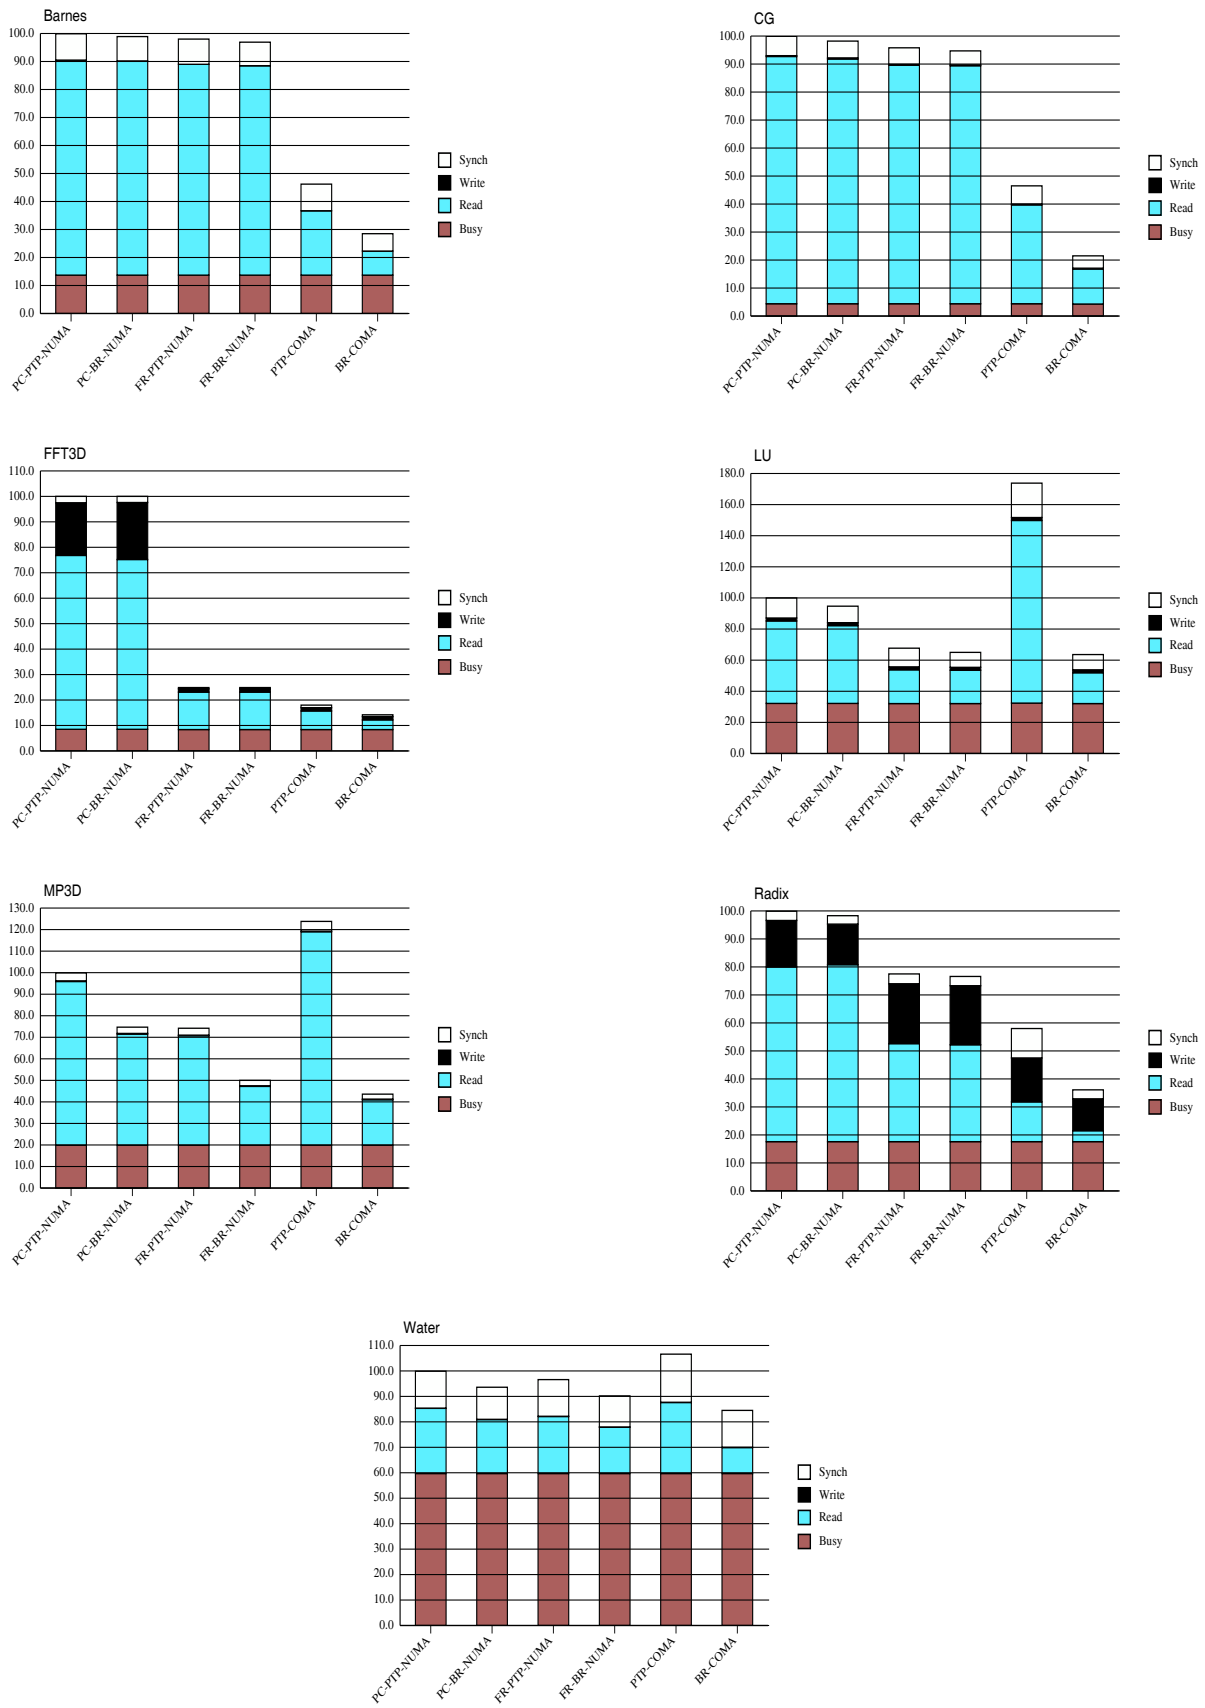 Barnes
100.0
90.0
80.0
70.0
60.0
50.0
40.0
30.0
20.0
10.0
0.0
PC-PTP-NUMA
PC-BR-NUMA
FR-PTP-NUMA
FR-BR-NUMA
PTP-COMA
BR-COMA
Synch
Write
Read
Busy
CG
100.0
90.0
80.0
70.0
60.0
50.0
40.0
30.0
20.0
10.0
0.0
PC-PTP-NUMA
PC-BR-NUMA
FR-PTP-NUMA
FR-BR-NUMA
PTP-COMA
BR-COMA
Synch
Write
Read
Busy
FFT3D
110.0
100.0
90.0
80.0
70.0
60.0
50.0
40.0
30.0
20.0
10.0
0.0
PC-PTP-NUMA
PC-BR-NUMA
FR-PTP-NUMA
FR-BR-NUMA
PTP-COMA
BR-COMA
Synch
Write
Read
Busy
LU
180.0
160.0
140.0
120.0
100.0
80.0
60.0
40.0
20.0
0.0
PC-PTP-NUMA
PC-BR-NUMA
FR-PTP-NUMA
FR-BR-NUMA
PTP-COMA
BR-COMA
Synch
Write
Read
Busy
MP3D
130.0
120.0
110.0
100.0
90.0
80.0
70.0
60.0
50.0
40.0
30.0
20.0
10.0
0.0
PC-PTP-NUMA
PC-BR-NUMA
FR-PTP-NUMA
FR-BR-NUMA
PTP-COMA
BR-COMA
Synch
Write
Read
Busy
Radix
100.0
90.0
80.0
70.0
60.0
50.0
40.0
30.0
20.0
10.0
0.0
PC-PTP-NUMA
PC-BR-NUMA
FR-PTP-NUMA
FR-BR-NUMA
PTP-COMA
BR-COMA
Synch
Write
Read
Busy
Water
110.0
100.0
90.0
80.0
70.0
60.0
50.0
40.0
30.0
20.0
10.0
0.0
PC-PTP-NUMA
PC-BR-NUMA
FR-PTP-NUMA
FR-BR-NUMA
PTP-COMA
BR-COMA
Synch
Write
Read
Busy